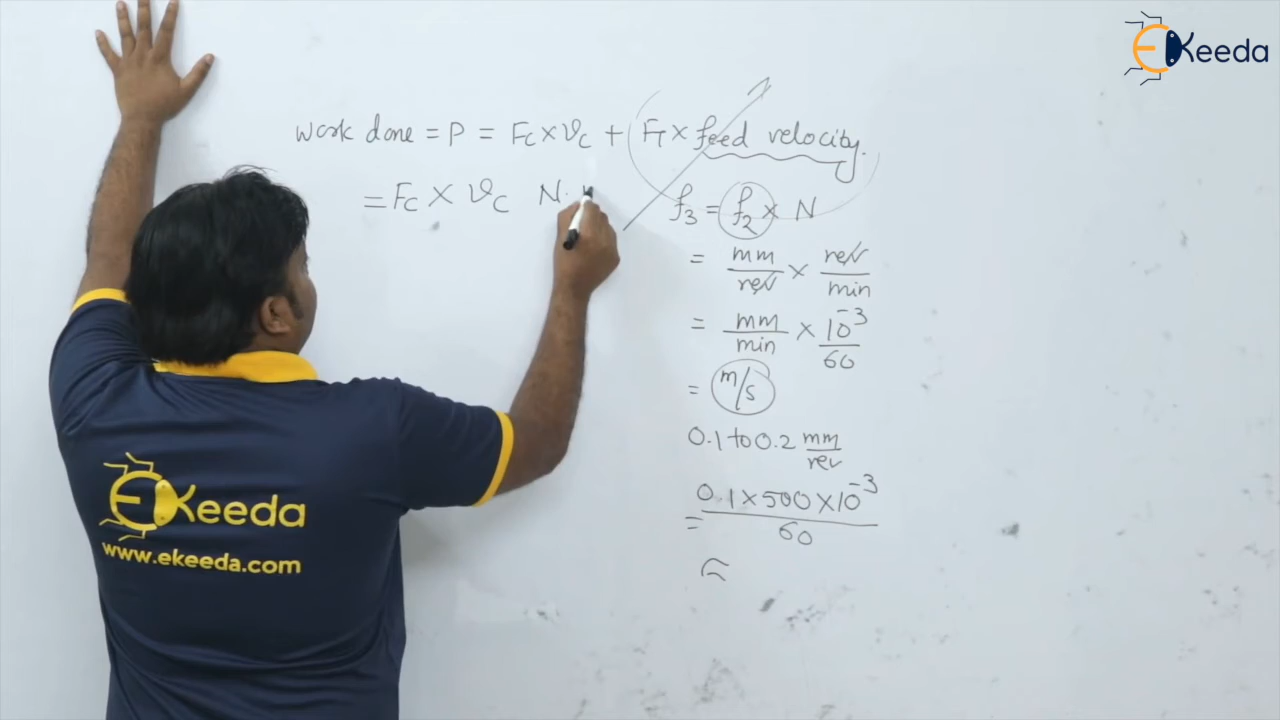 EKeeda
work done = P = Fc × vc + FT × feed velocity.
= Fc × vc N.
f3 = f2 × N
= mm/rev × rev/min
= mm/min × 10⁻³/60
= m/s
0.1 to 0.2 mm/rev
= 0.1 × 500 × 10⁻³/60
EKeeda
www.ekeeda.com